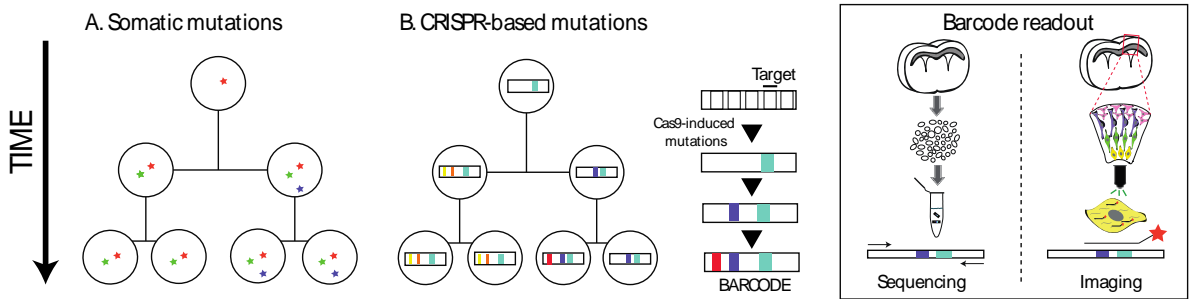 A. Somatic mutations
B. CRISPR-based mutations
Barcode readout
TIME
Target
Cas9-induced
mutations
BARCODE
Sequencing
Imaging